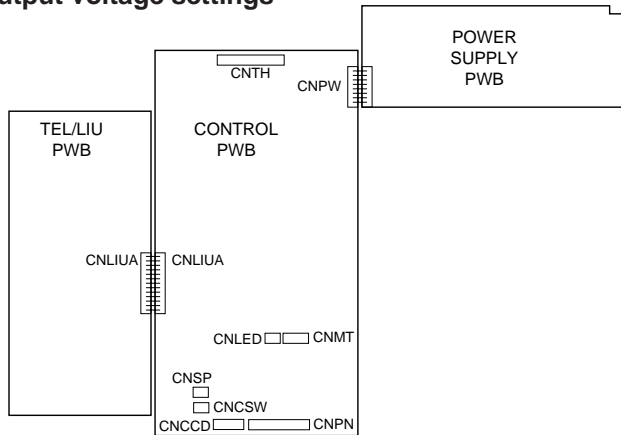 utput voltage settings
POWER
SUPPLY
PWB
CNTH
CNPW
TEL/LIU
PWB
CONTROL
PWB
CNLIUA
CNLIUA
CNLED
CNMT
CNSP
CNCSW
CNCCD
CNPN